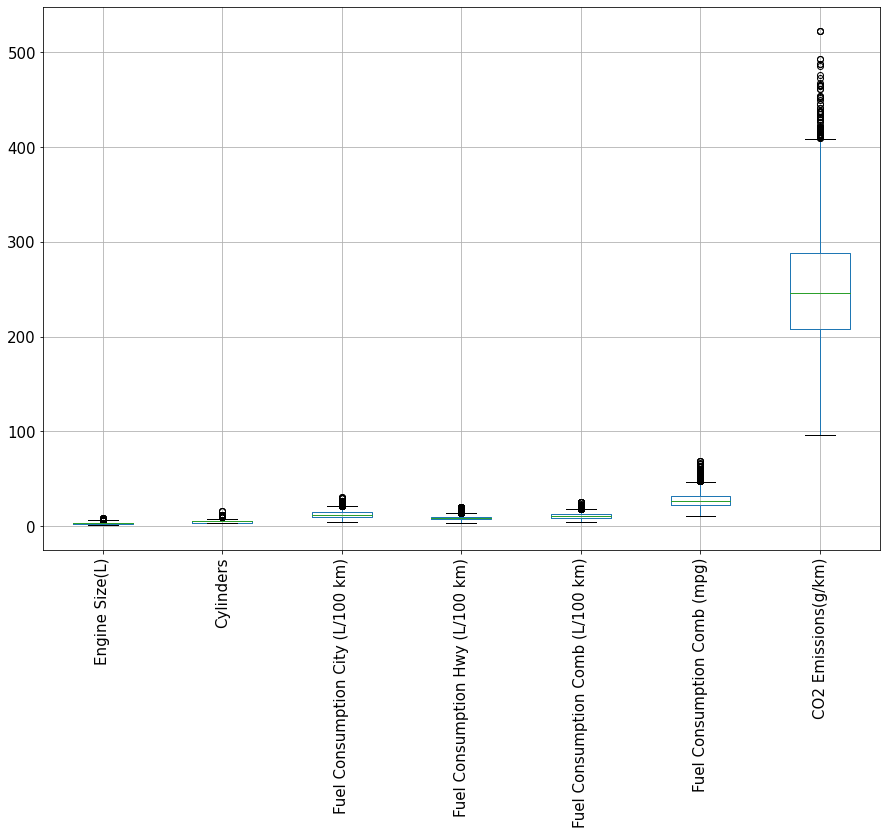 500
400
300
200
100
0
Engine Size(L)
Cylinders
Fuel Consumption City (L/100 km)
Fuel Consumption Hwy (L/100 km)
Fuel Consumption Comb (L/100 km)
Fuel Consumption Comb (mpg)
CO2 Emissions(g/km)